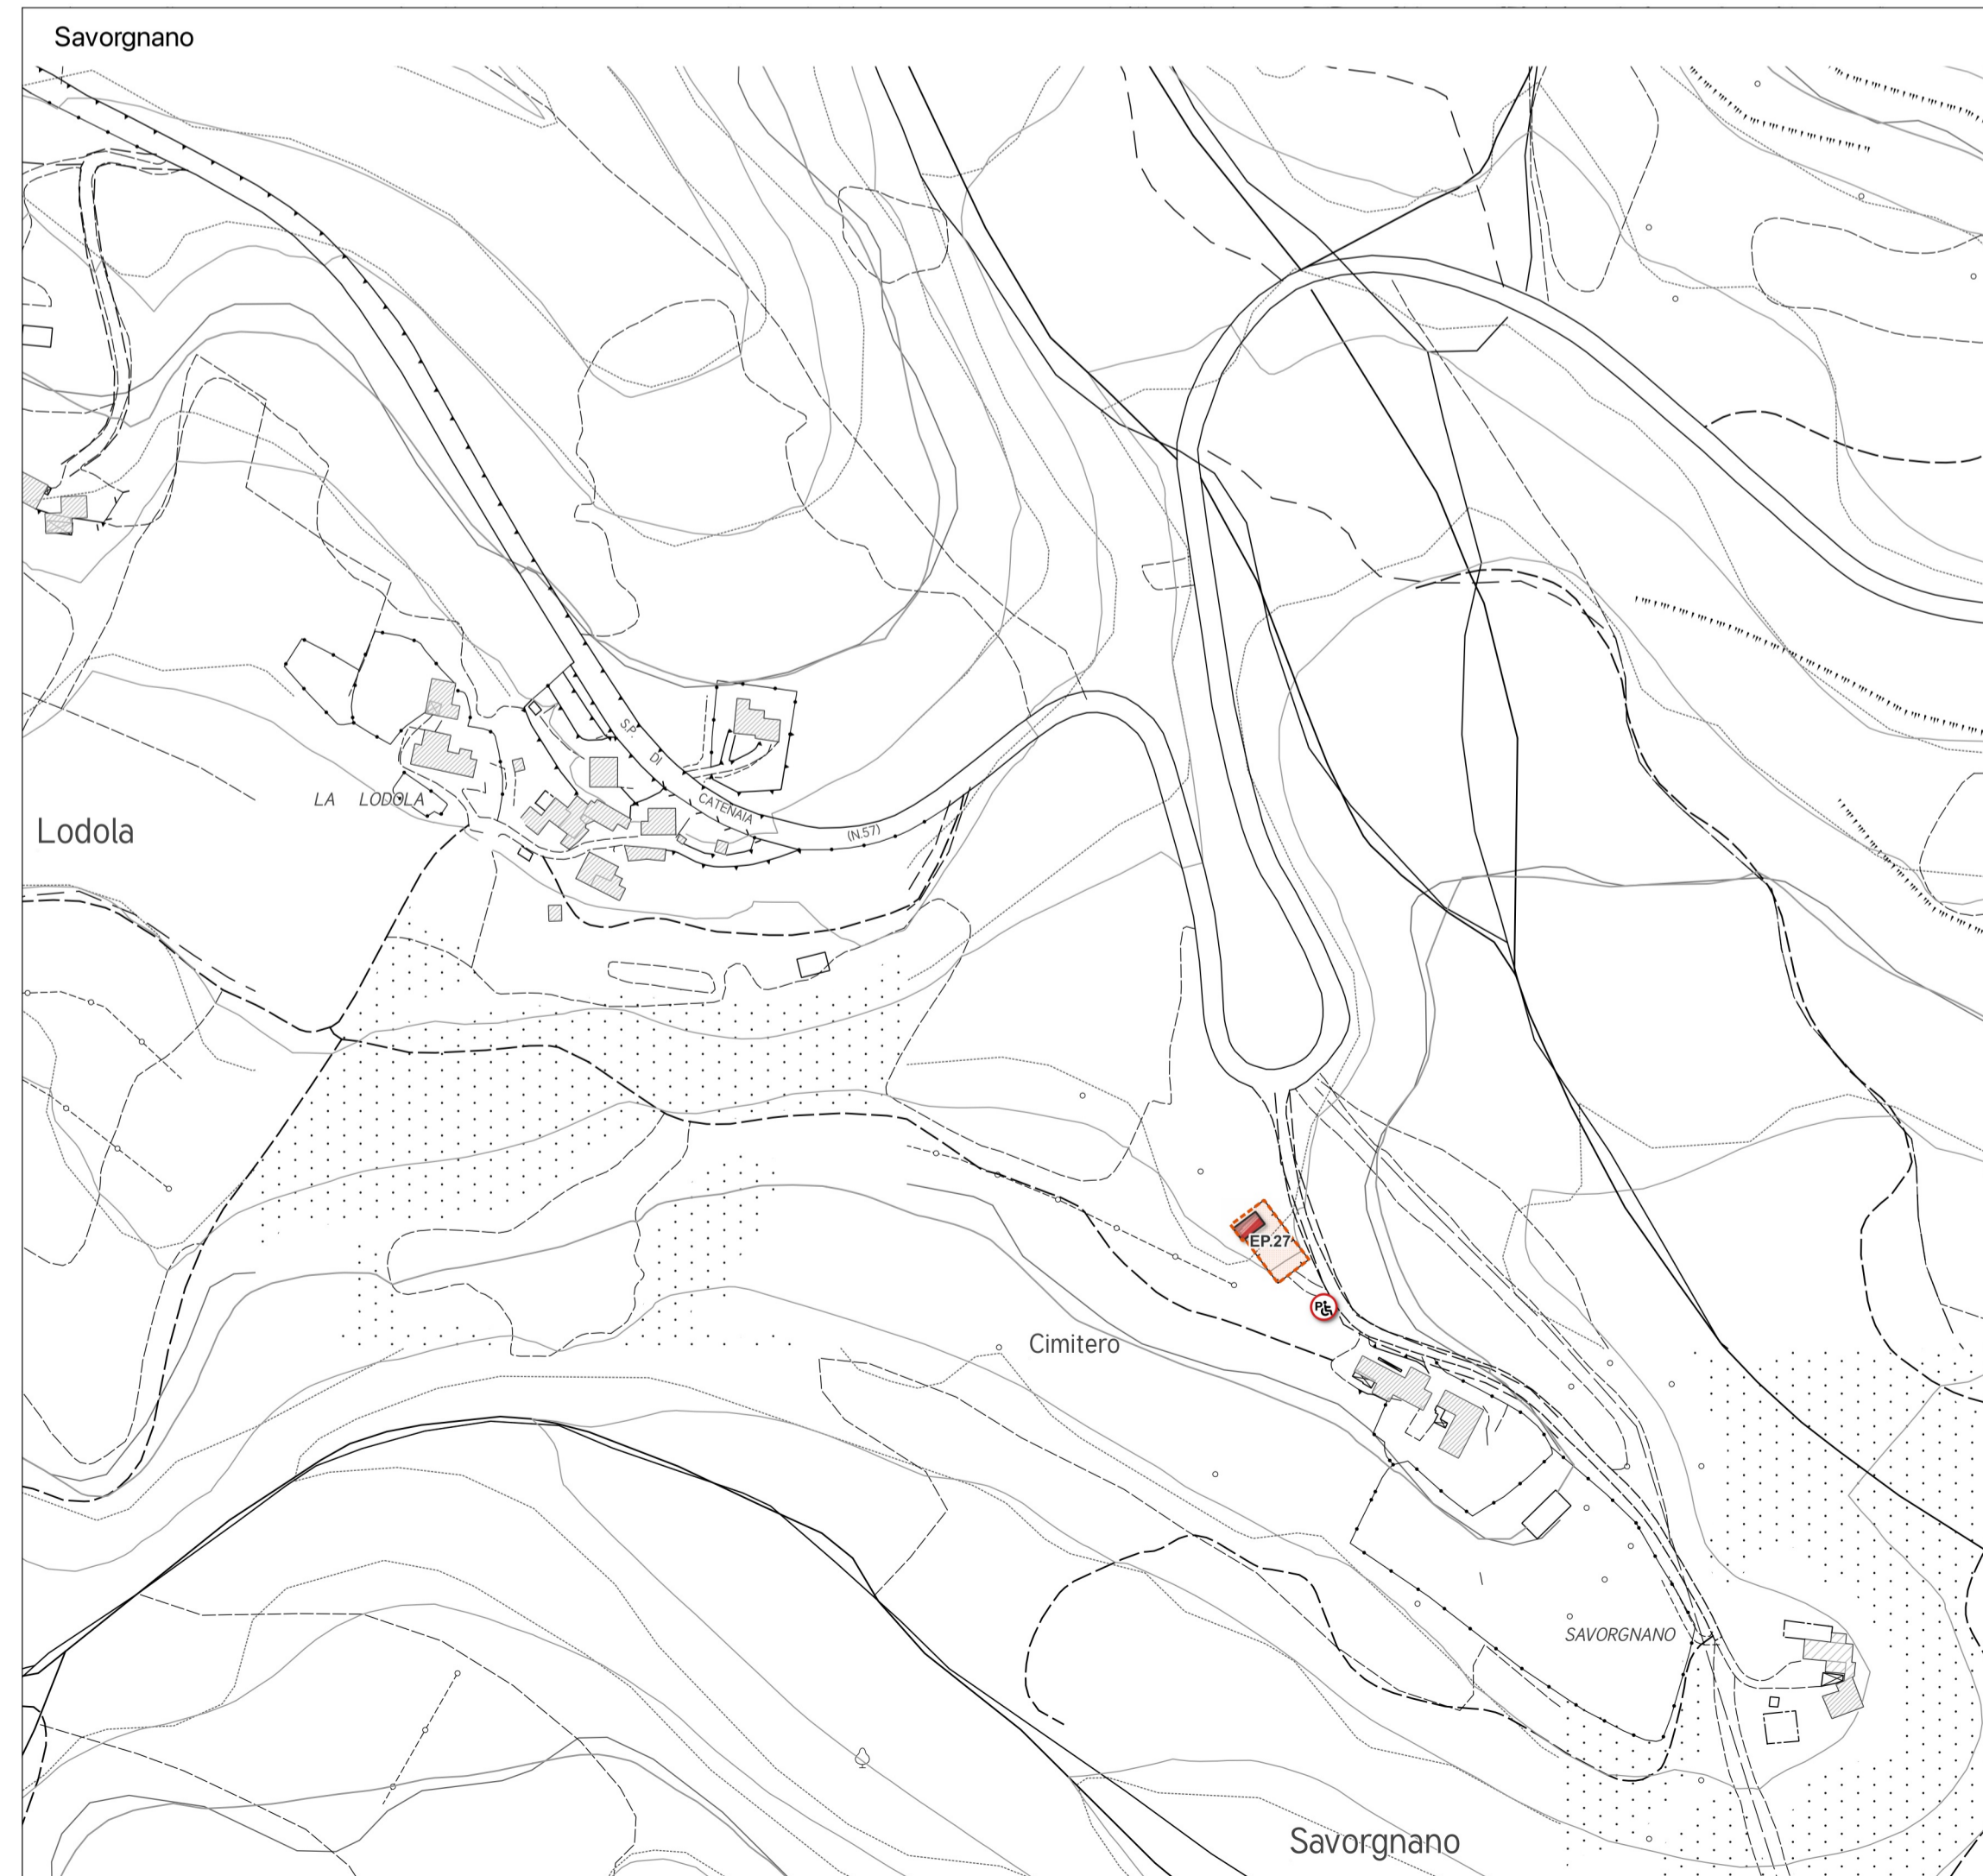 Savorgnano
S.P.
DI
CATENAIA
(N.57)
LA LODOLA
Lodola
EP.27
P
Cimitero
SAVORGNANO
Savorgnano